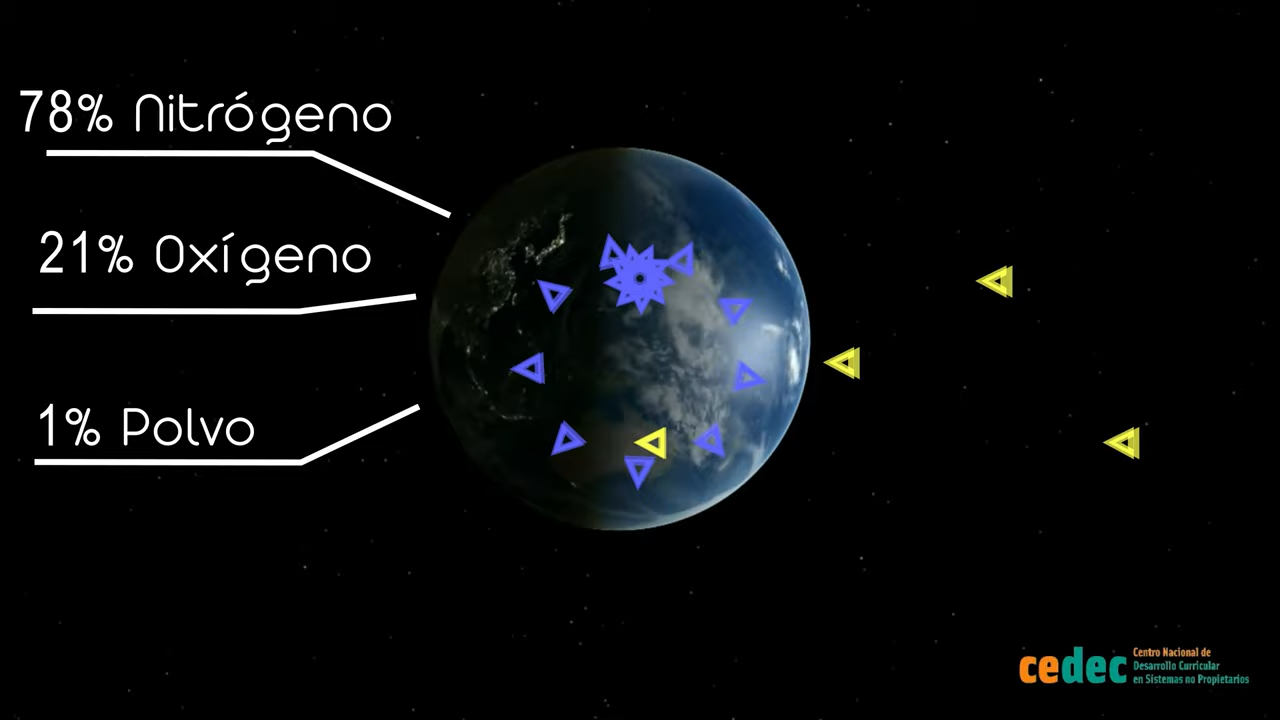 78% Nitrógeno
21% Oxígeno
1% Polvo
cedec
Centro Nacional de
Desarrollo Curricular
en Sistemas no Propietarios